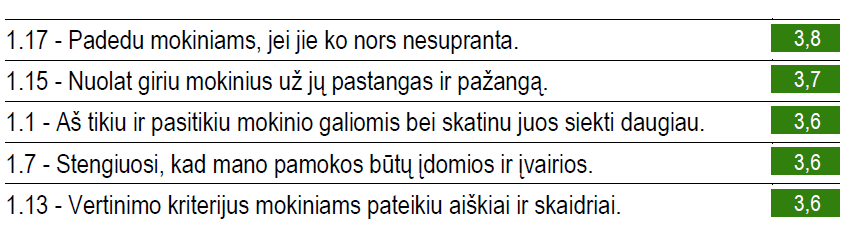 1.17 - Padedu mokiniams, jei jie ko nors nesupranta. 3,8
1.15 - Nuolat giriu mokinius už jų pastangas ir pažangą. 3,7
1.1 - Aš tikiu ir pasitikiu mokinio galiomis bei skatinu juos siekti daugiau. 3,6
1.7 - Stengiuosi, kad mano pamokos būtų įdomios ir įvairios. 3,6
1.13 - Vertinimo kriterijus mokiniams pateikiu aiškiai ir skaidriai. 3,6